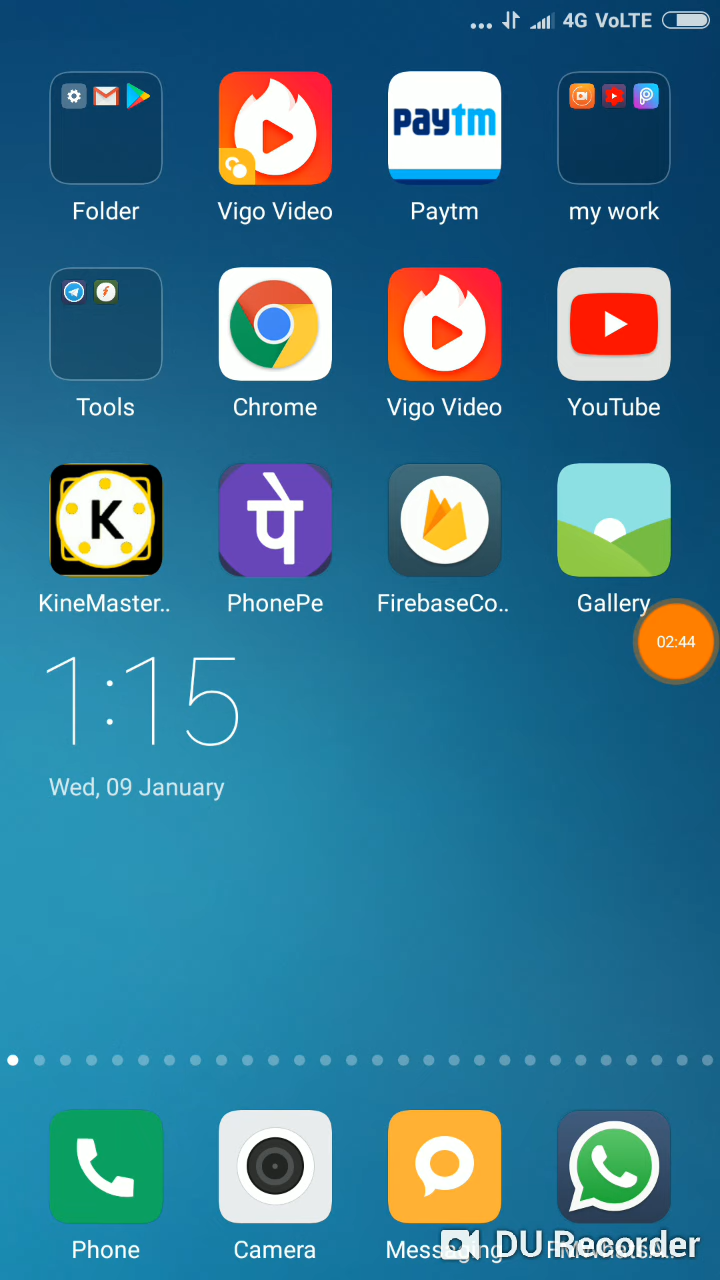 4G VoLTE
paytm
Folder
Vigo Video
Paytm
my work
Tools
Chrome
Vigo Video
YouTube
K
पे
KineMaster..
PhonePe
FirebaseCo..
Gallery
02:44
1:15
Wed, 09 January
Phone
Camera
Messaging
DU Recorder